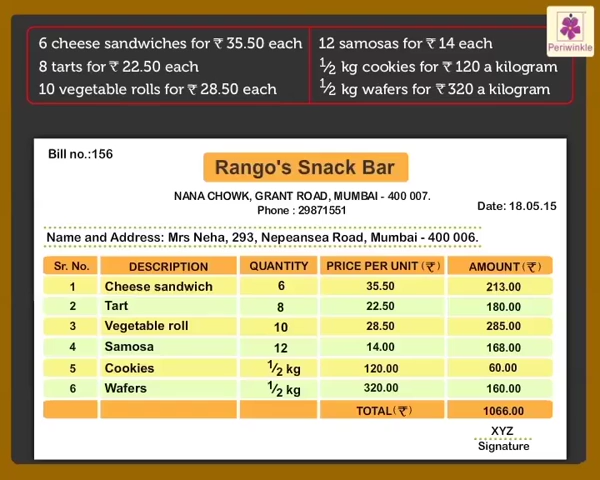 6 cheese sandwiches for ₹ 35.50 each
8 tarts for ₹ 22.50 each
10 vegetable rolls for ₹ 28.50 each
12 samosas for ₹ 14 each
½ kg cookies for ₹ 120 a kilogram
½ kg wafers for ₹ 320 a kilogram
Periwinkle
Bill no.:156
Rango's Snack Bar
NANA CHOWK, GRANT ROAD, MUMBAI - 400 007.
Phone : 29871551
Date: 18.05.15
Name and Address: Mrs Neha, 293, Nepeansea Road, Mumbai - 400 006.
Sr. No. DESCRIPTION QUANTITY PRICE PER UNIT (₹) AMOUNT (₹)
1 Cheese sandwich 6 35.50 213.00
2 Tart 8 22.50 180.00
3 Vegetable roll 10 28.50 285.00
4 Samosa 12 14.00 168.00
5 Cookies ½ kg 120.00 60.00
6 Wafers ½ kg 320.00 160.00
TOTAL (₹) 1066.00
XYZ
Signature